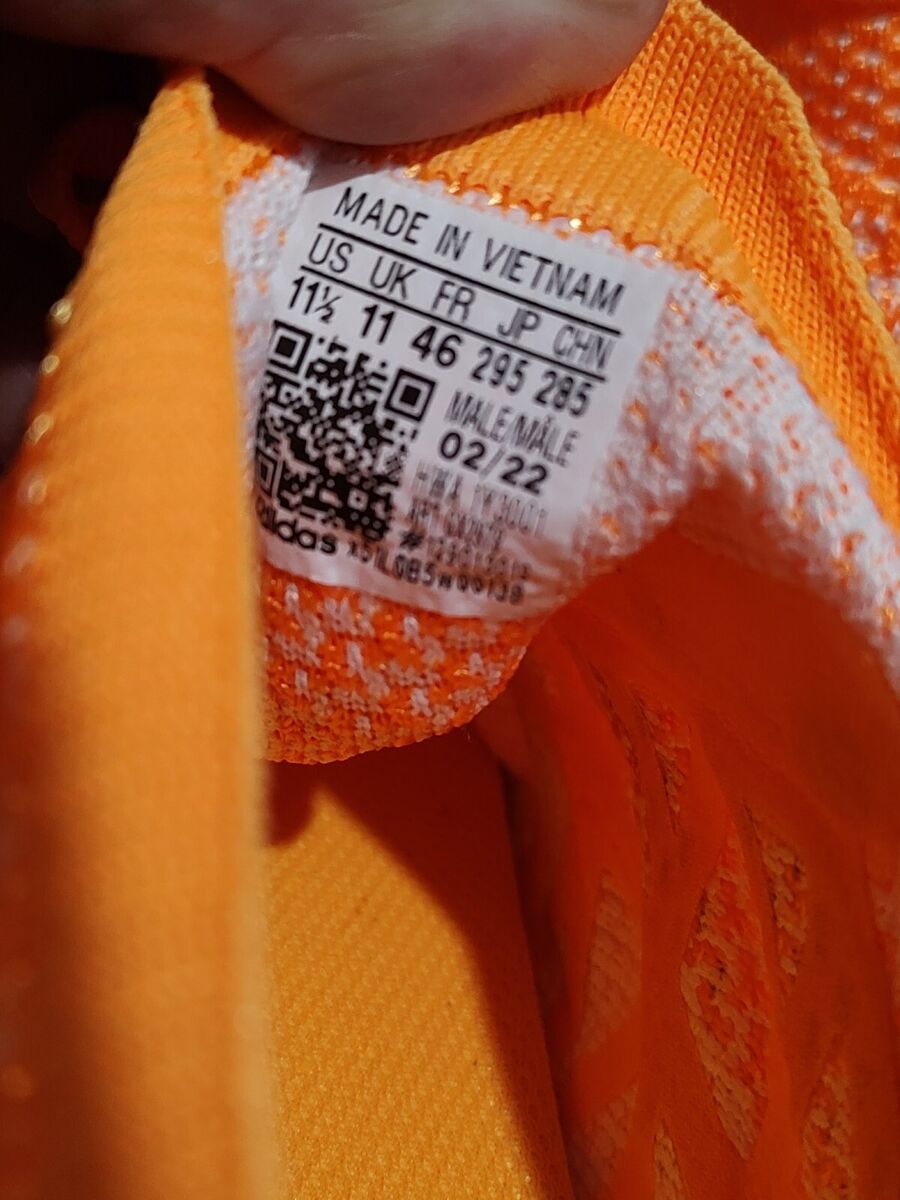 MADE IN VIETNAM
US UK FR JP CHN
11½ 11 46 295 285
MALE/MÂLE
02/22
adidas